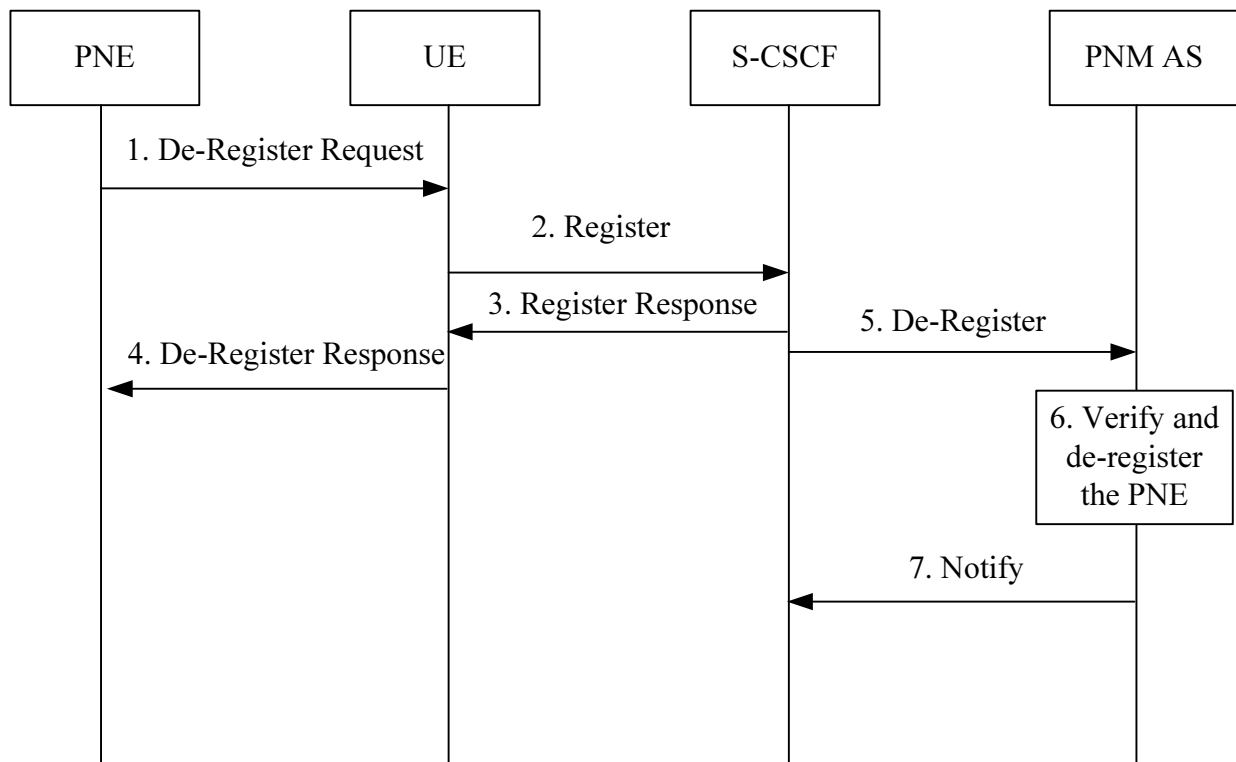 PNE
UE
S-CSCF
PNM AS
1. De-Register Request
2. Register
3. Register Response
5. De-Register
4. De-Register Response
6. Verify and
de-register
the PNE
7. Notify